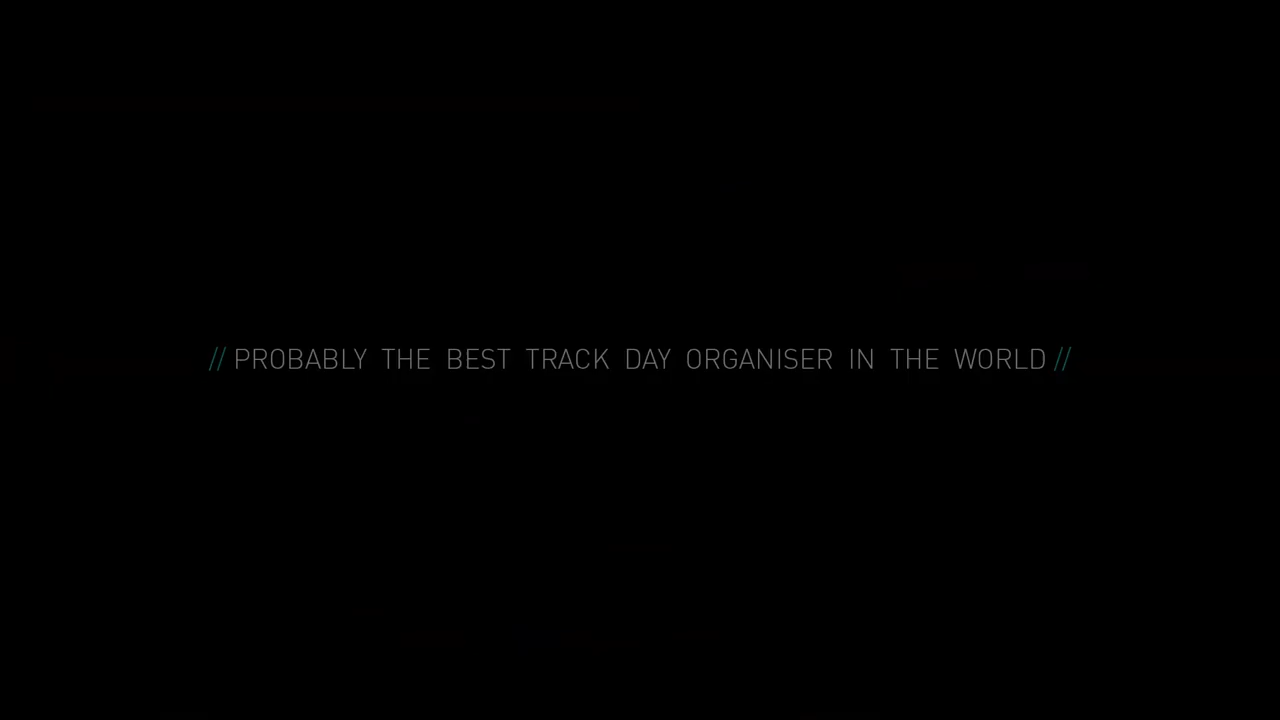 // PROBABLY THE BEST TRACK DAY ORGANISER IN THE WORLD //